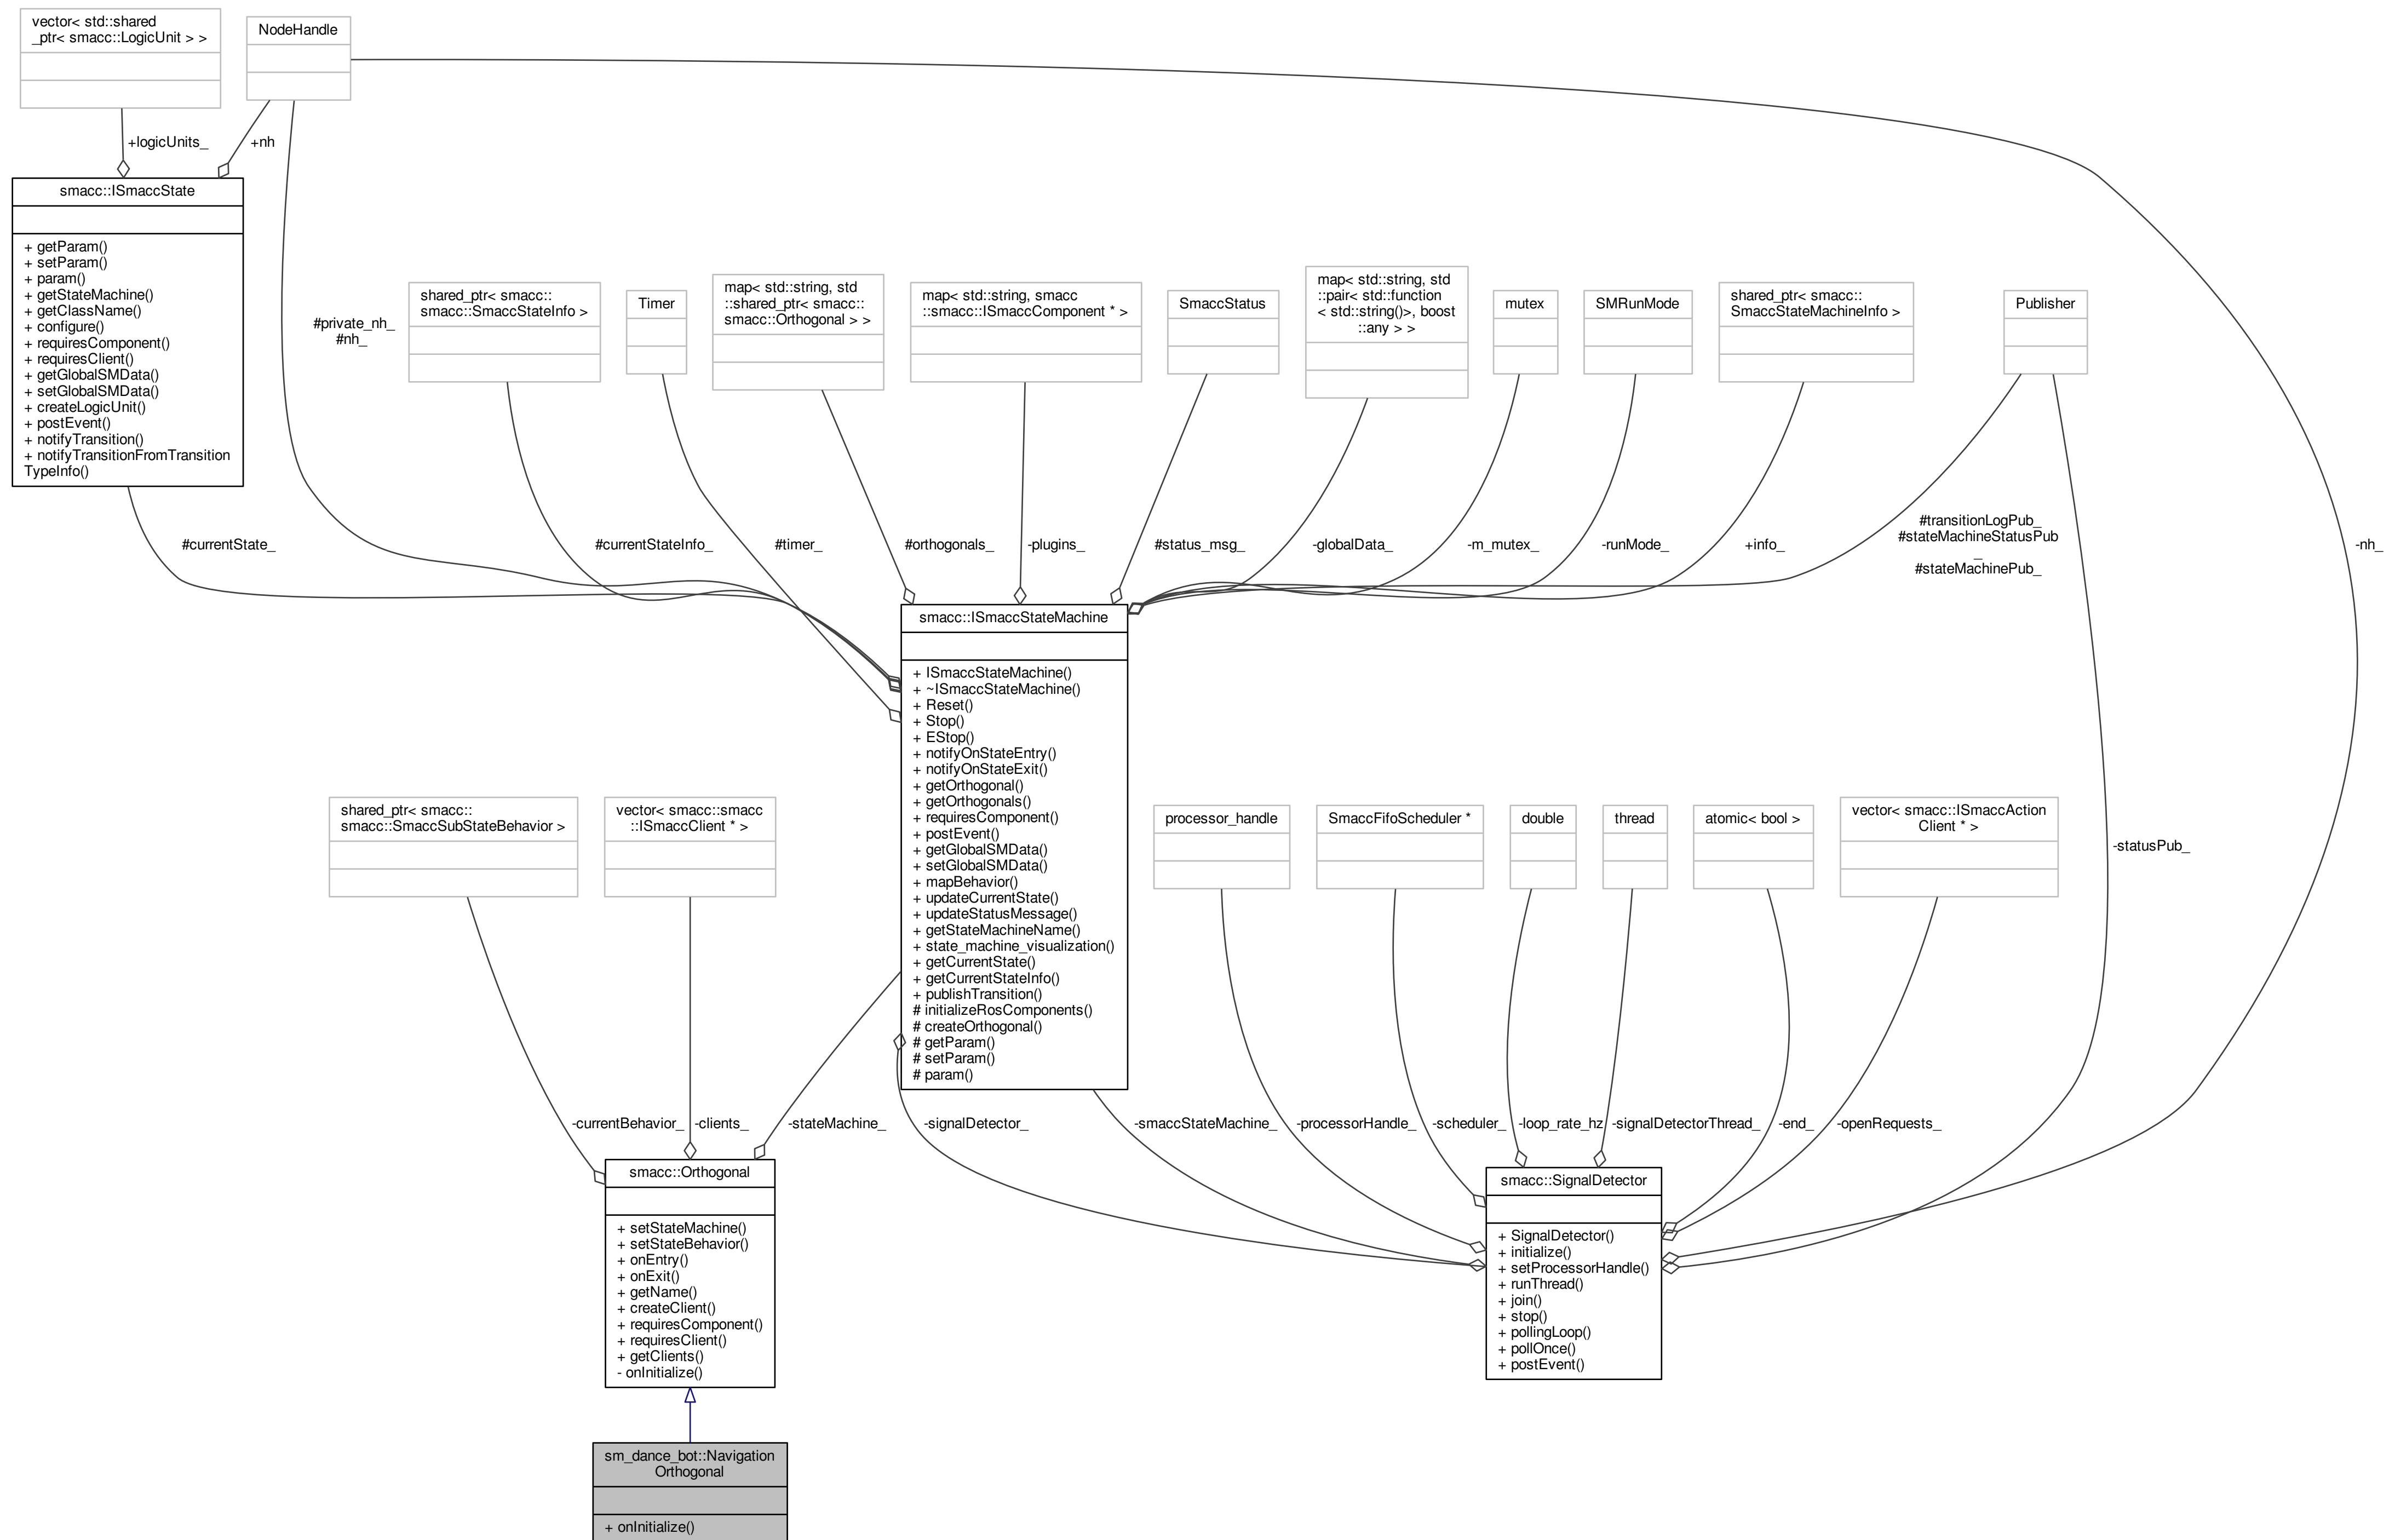 vector< std::shared
_ptr< smacc::LogicUnit > >
NodeHandle
+logicUnits_
+nh
smacc::ISmaccState
+ getParam()
+ setParam()
+ param()
+ getStateMachine()
+ getClassName()
+ configure()
+ requiresComponent()
+ requiresClient()
+ getGlobalSMData()
+ setGlobalSMData()
+ createLogicUnit()
+ postEvent()
+ notifyTransition()
+ notifyTransitionFromTransition
TypeInfo()
#private_nh_
#nh_
shared_ptr< smacc::
smacc::SmaccStateInfo >
Timer
map< std::string, std
::shared_ptr< smacc::
smacc::Orthogonal > >
map< std::string, smacc
::smacc::ISmaccComponent * >
SmaccStatus
map< std::string, std
::pair< std::function
< std::string()>, boost
::any > >
mutex
SMRunMode
shared_ptr< smacc::
SmaccStateMachineInfo >
Publisher
#currentState_
#currentStateInfo_
#timer_
#orthogonals_
-plugins_
#status_msg_
-globalData_
-m_mutex_
-runMode_
+info_
#transitionLogPub_
#stateMachineStatusPub
_
#stateMachinePub_
-nh_
smacc::ISmaccStateMachine
+ ISmaccStateMachine()
+ ~ISmaccStateMachine()
+ Reset()
+ Stop()
+ EStop()
+ notifyOnStateEntry()
+ notifyOnStateExit()
+ getOrthogonal()
+ getOrthogonals()
+ requiresComponent()
+ postEvent()
+ getGlobalSMData()
+ setGlobalSMData()
+ mapBehavior()
+ updateCurrentState()
+ updateStatusMessage()
+ getStateMachineName()
+ state_machine_visualization()
+ getCurrentState()
+ getCurrentStateInfo()
+ publishTransition()
# initializeRosComponents()
# createOrthogonal()
# getParam()
# setParam()
# param()
shared_ptr< smacc::
smacc::SmaccSubStateBehavior >
vector< smacc::smacc
::ISmaccClient * >
processor_handle
SmaccFifoScheduler *
double
thread
atomic< bool >
vector< smacc::ISmaccAction
Client * >
-statusPub_
-currentBehavior_
-clients_
-stateMachine_
-signalDetector_
-smaccStateMachine_
-processorHandle_
-scheduler_
-loop_rate_hz
-signalDetectorThread_
-end_
-openRequests_
smacc::Orthogonal
+ setStateMachine()
+ setStateBehavior()
+ onEntry()
+ onExit()
+ getName()
+ createClient()
+ requiresComponent()
+ requiresClient()
+ getClients()
- onInitialize()
smacc::SignalDetector
+ SignalDetector()
+ initialize()
+ setProcessorHandle()
+ runThread()
+ join()
+ stop()
+ pollingLoop()
+ pollOnce()
+ postEvent()
sm_dance_bot::Navigation
Orthogonal
+ onInitialize()